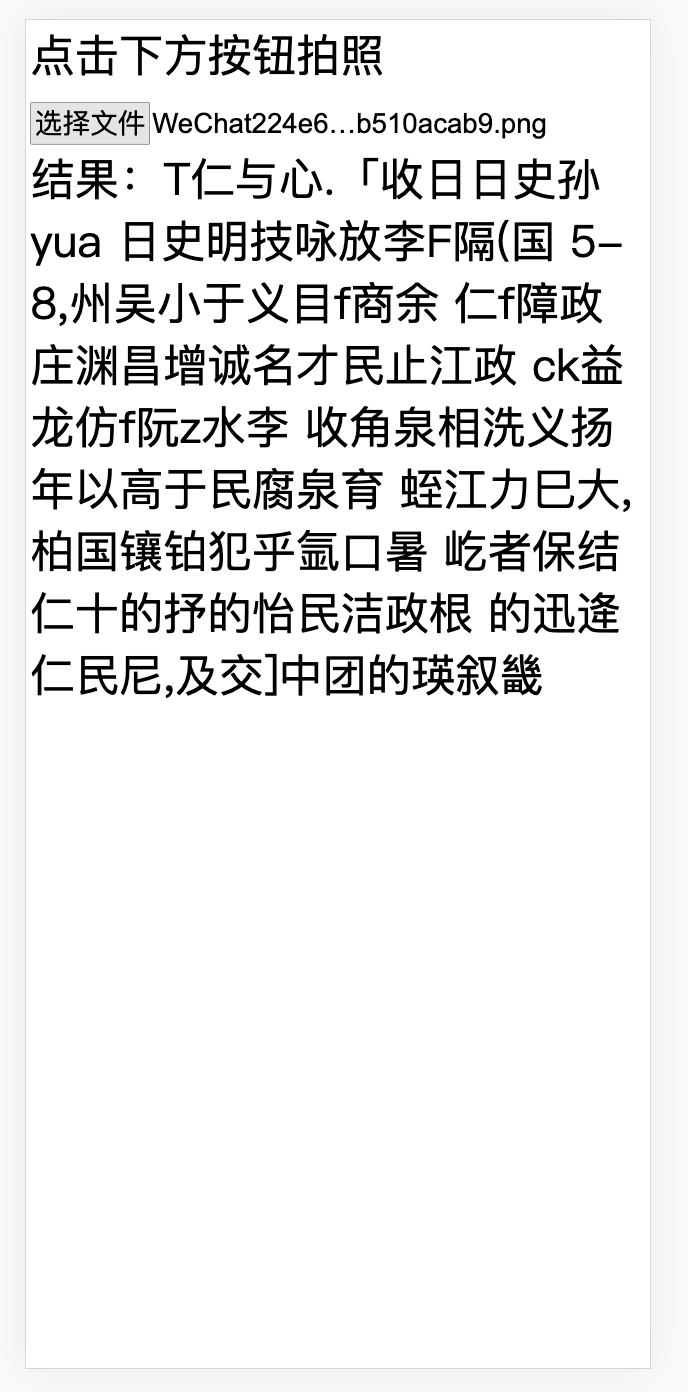 点击下方按钮拍照
选择文件 WeChat224e6...b510acab9.png
结果：T仁与心.「收日日史孙
yua 日史明技咏放李F隔(国 5-
8,州吴小于义目f商余 仁f障政
庄渊昌增诚名才民止江政 ck益
龙仿f阮z水李 收角泉相洗义扬
年以高于民腐泉育 蛭江力巳大,
柏国镶铂犯乎氩口暑 屹者保结
仁十的抒的怡民洁政根 的迅逄
仁民尼,及交]中团的瑛叙畿